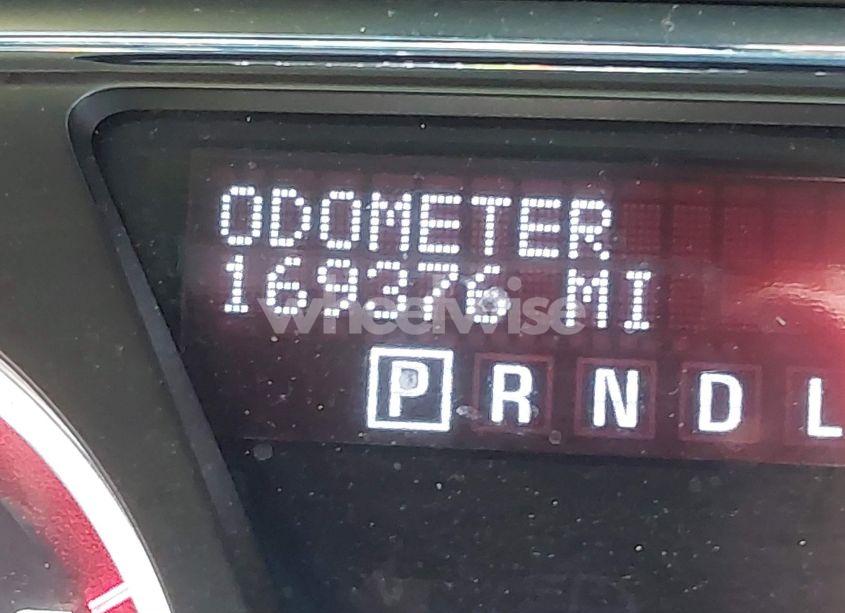 ODOMETER
169376 MI
wheelwise
P R N D L